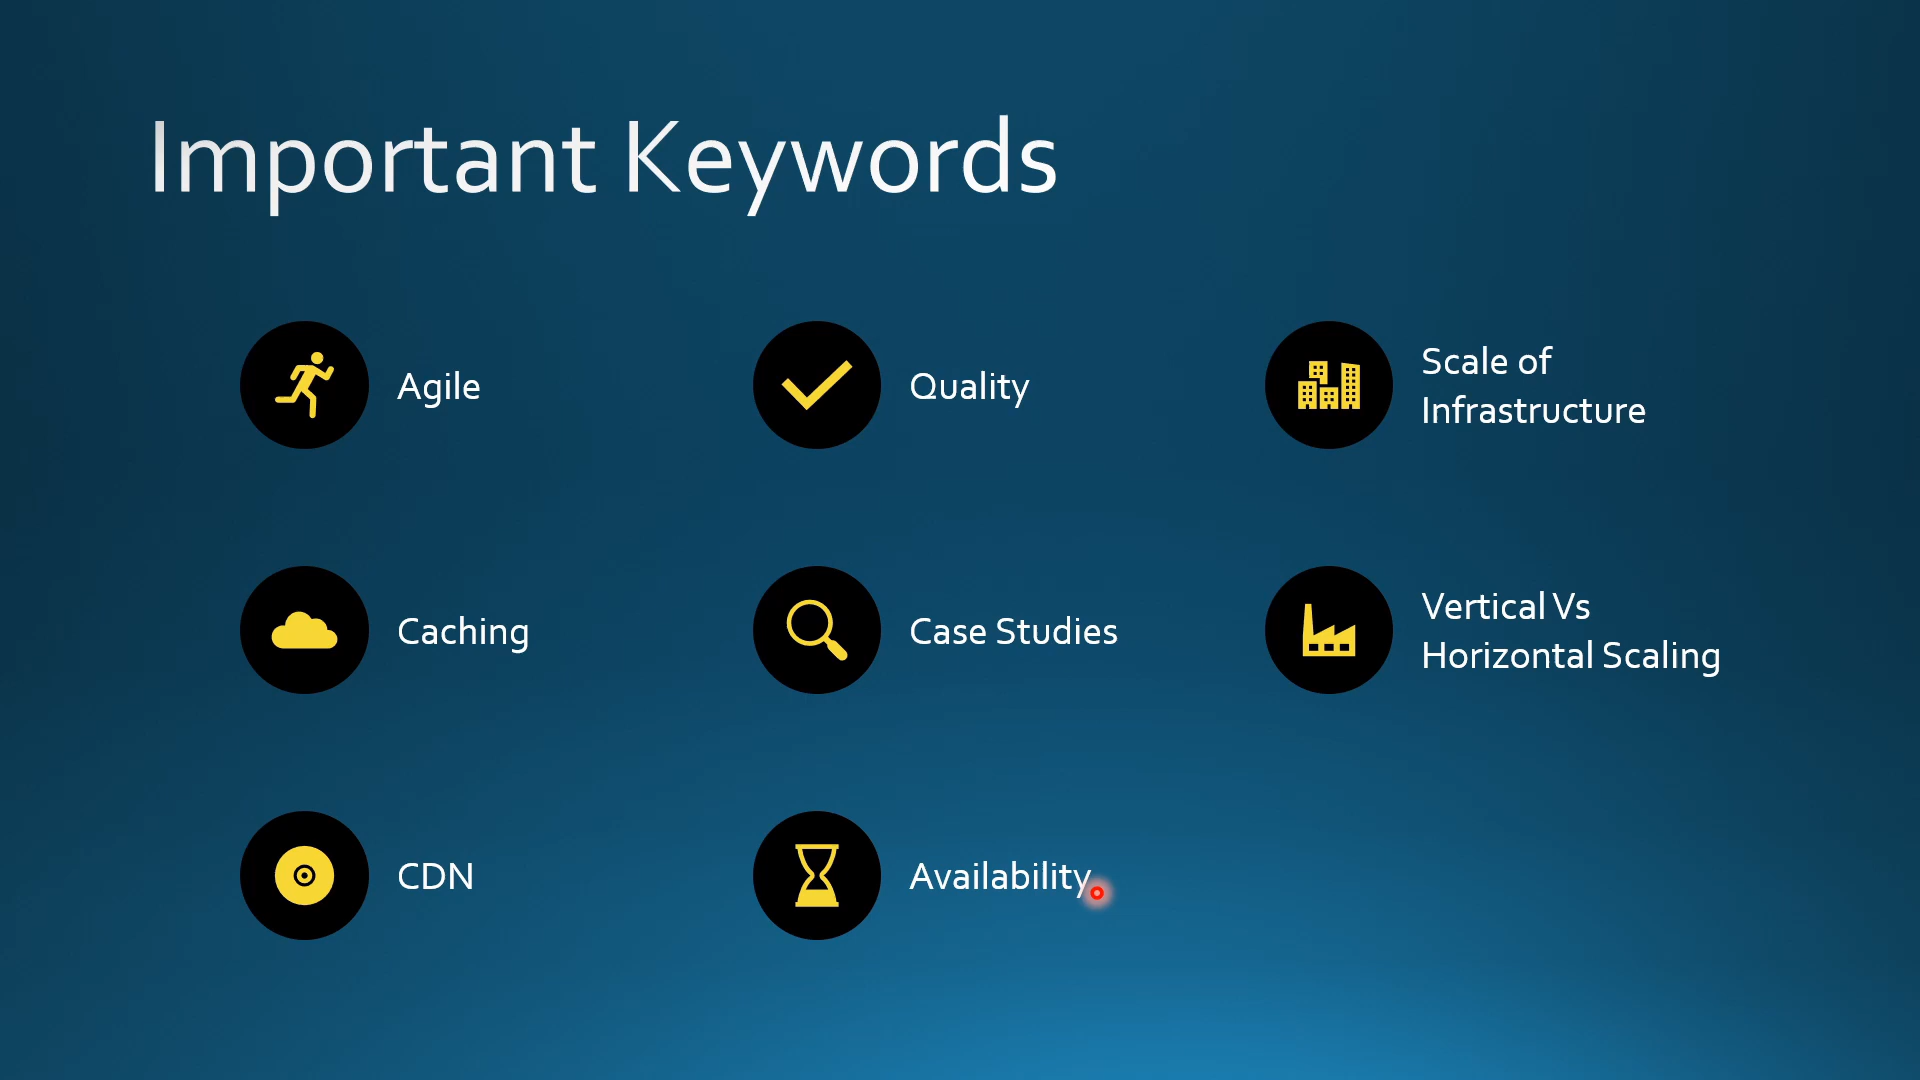 Important Keywords
Agile
Quality
Scale of
Infrastructure
Caching
Case Studies
Vertical Vs
Horizontal Scaling
CDN
Availability